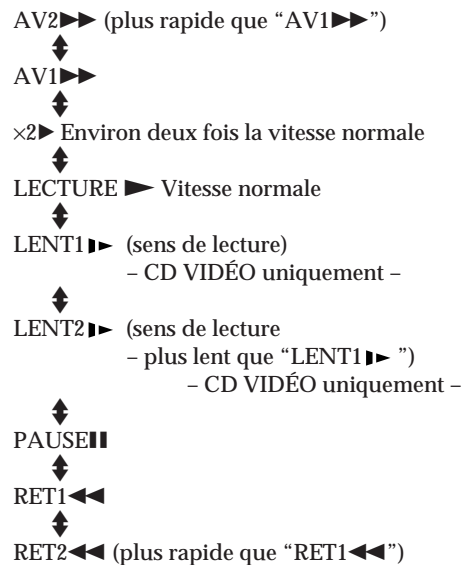 AV2▶▶ (plus rapide que “AV1▶▶”)
AV1▶▶
×2▶ Environ deux fois la vitesse normale
LECTURE ▶ Vitesse normale
LENT1▮▶ (sens de lecture)
– CD VIDÉO uniquement –
LENT2▮▶ (sens de lecture
– plus lent que “LENT1▮▶ ”)
– CD VIDÉO uniquement –
PAUSE▮▮
RET1◀◀
RET2◀◀ (plus rapide que “RET1◀◀”)